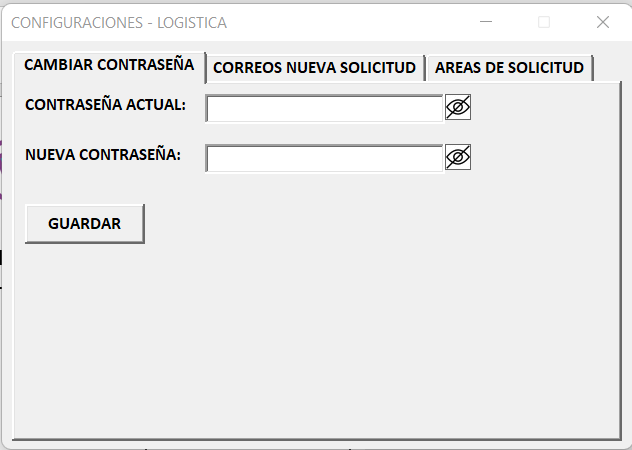 CONFIGURACIONES - LOGISTICA
CAMBIAR CONTRASEÑA CORREOS NUEVA SOLICITUD AREAS DE SOLICITUD
CONTRASEÑA ACTUAL:
NUEVA CONTRASEÑA:
GUARDAR